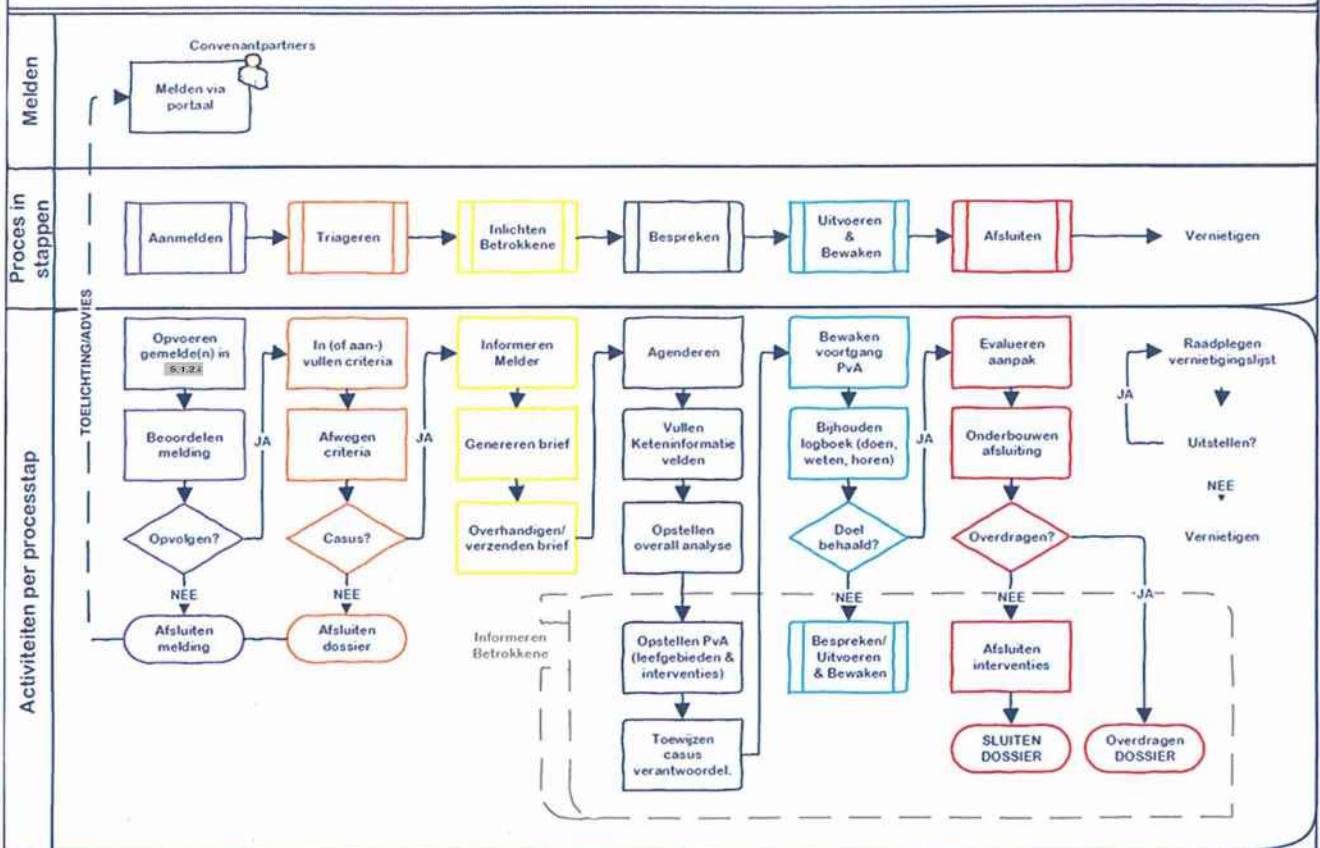 Melden
Convenantpartners
Melden via
portaal
Proces in
stappen
Aanmelden
Triageren
Inlichten
Betrokkene
Bespreken
Uitvoeren
&
Bewaken
Afsluiten
Vernietigen
Activiteiten per processtap
TOELICHTING/ADVIES
Opvoeren
gemelde(n) in
Beoordelen
melding
Opvolgen?
JA
NEE
Afsluiten
melding
In (of aan-)
vullen criteria
Afwegen
criteria
Casus?
JA
NEE
Afsluiten
dossier
Informeren
Melder
Genereren brief
Overhandigen/
verzenden brief
Informeren
Betrokkene
Agenderen
Vullen
Keteninformatie
velden
Opstellen
overall analyse
Opstellen PvA
(leefgebieden &
interventies)
Toewijzen
casus
verantwoordel.
Bewaken
voortgang
PvA
Bijhouden
logboek (doen,
weten, horen)
Doel
behaald?
JA
NEE
Bespreken/
Uitvoeren
& Bewaken
Evalueren
aanpak
Onderbouwen
afsluiting
Overdragen?
NEE
JA
Afsluiten
interventies
SLUITEN
DOSSIER
Overdragen
DOSSIER
Raadplegen
vernietigingslijst
JA
Uitstellen?
NEE
Vernietigen